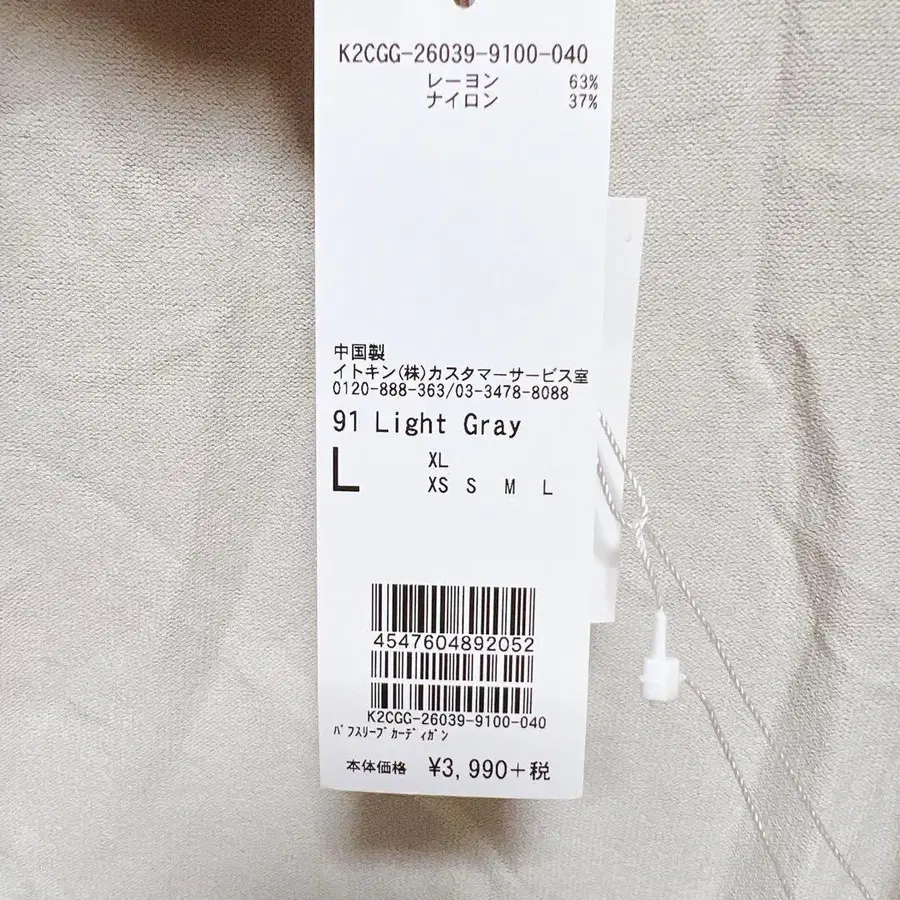 K2CGG-26039-9100-040
レーヨン 63%
ナイロン 37%
中国製
イトキン(株)カスタマーサービス室
0120-888-363/03-3478-8088
91 Light Gray
L
XL
XS S M L
4547604892052
K2CGG-26039-9100-040
ﾊﾟﾌｽﾘｰﾌﾞｶｰﾃﾞｨｶﾞﾝ
本体価格 ¥3,990+税